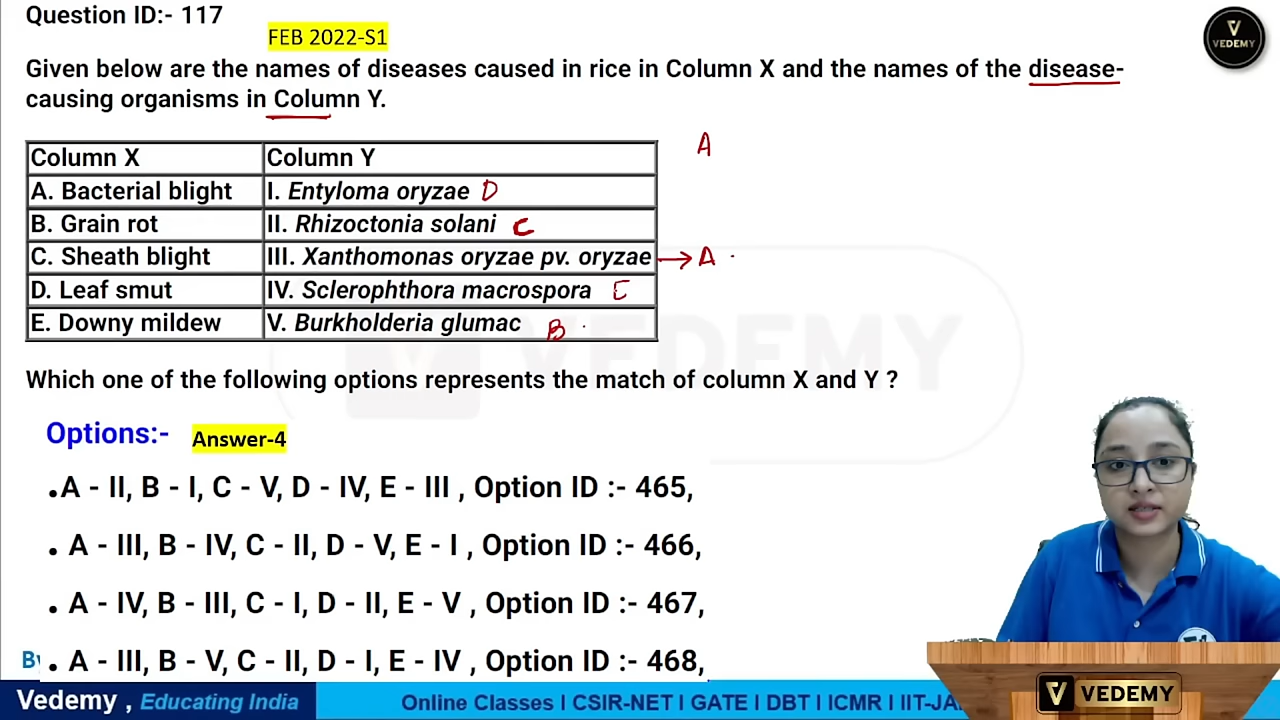 Question ID:- 117
FEB 2022-S1
VEDEMY
Given below are the names of diseases caused in rice in Column X and the names of the disease-
causing organisms in Column Y.
A
Column X Column Y
A. Bacterial blight I. Entyloma oryzae D
B. Grain rot II. Rhizoctonia solani C
C. Sheath blight III. Xanthomonas oryzae pv. oryzae → A
D. Leaf smut IV. Sclerophthora macrospora E
E. Downy mildew V. Burkholderia glumac B
VEDEMY
Which one of the following options represents the match of column X and Y ?
Options:- Answer-4
.A - II, B - I, C - V, D - IV, E - III , Option ID :- 465,
. A - III, B - IV, C - II, D - V, E - I , Option ID :- 466,
. A - IV, B - III, C - I, D - II, E - V , Option ID :- 467,
. A - III, B - V, C - II, D - I, E - IV , Option ID :- 468,
Vedemy , Educating India Online Classes I CSIR-NET I GATE I DBT I ICMR I IIT-JA
VEDEMY